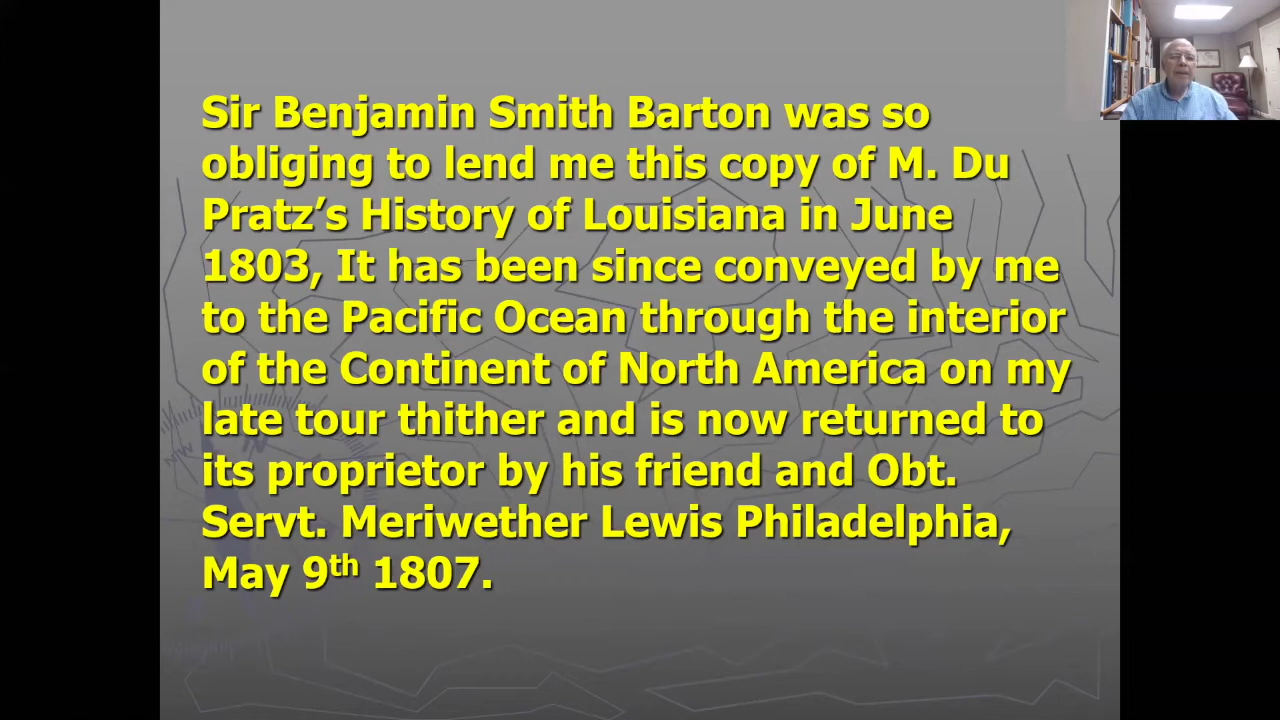 Sir Benjamin Smith Barton was so
obliging to lend me this copy of M. Du
Pratz’s History of Louisiana in June
1803, It has been since conveyed by me
to the Pacific Ocean through the interior
of the Continent of North America on my
late tour thither and is now returned to
its proprietor by his friend and Obt.
Servt. Meriwether Lewis Philadelphia,
May 9th 1807.
NW